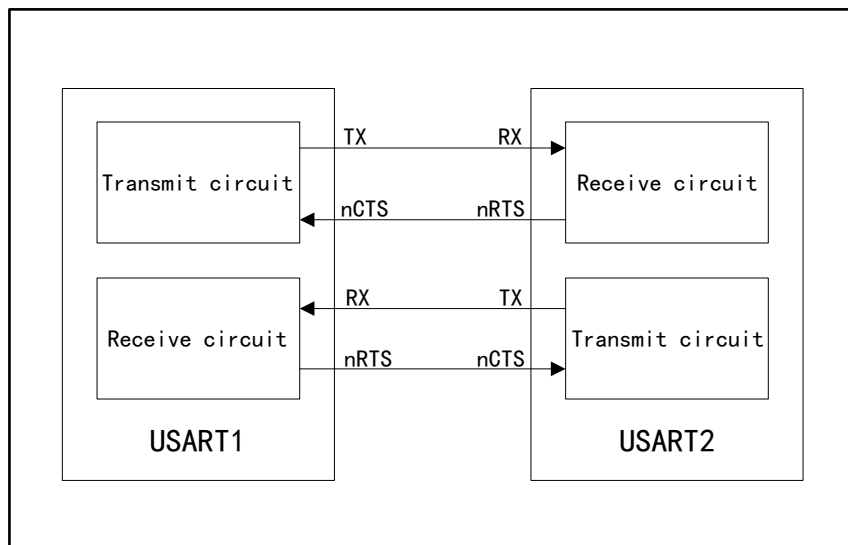 TX RX
Transmit circuit Receive circuit
nCTS nRTS
RX TX
Receive circuit Transmit circuit
nRTS nCTS
USART1 USART2